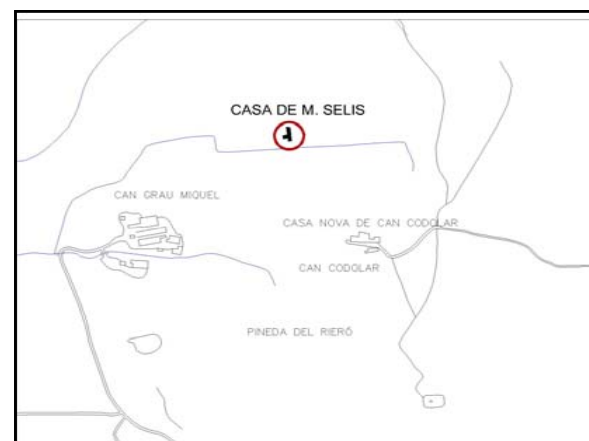 CASA DE M. SELIS
CAN GRAU MIQUEL
CASA NOVA DE CAN CODOLAR
CAN CODOLAR
PINEDA DEL RIERÓ